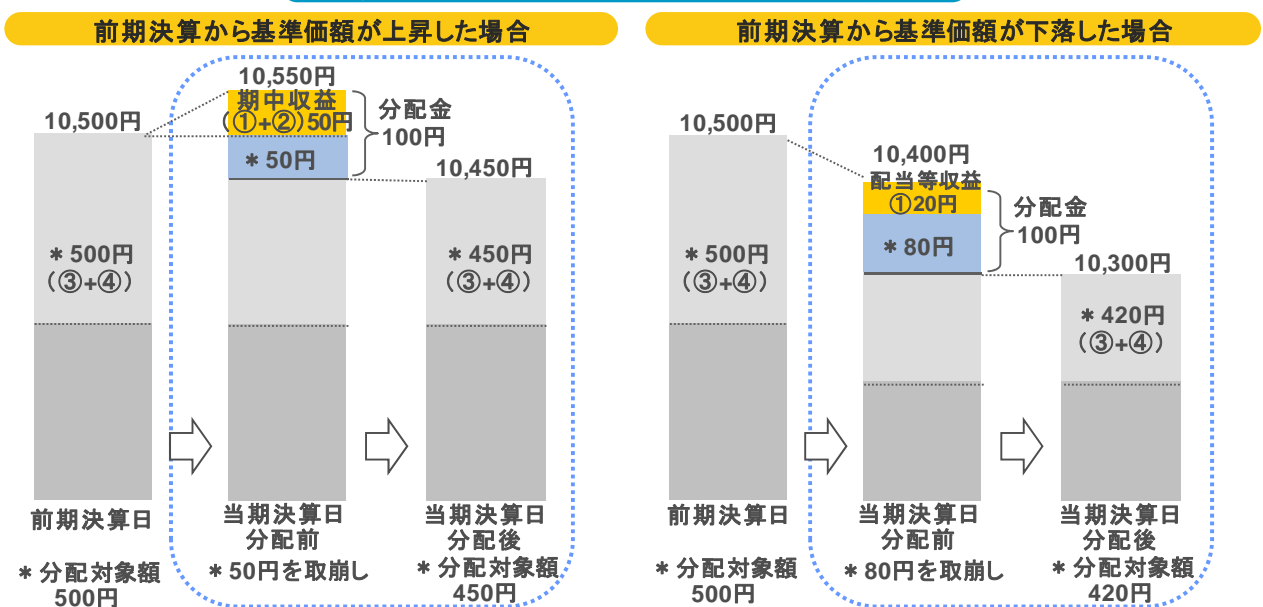 前期決算から基準価額が上昇した場合
10,500円
10,550円
期中収益
（①+②）50円
＊50円
分配金
100円
10,450円
＊500円
（③+④）
＊450円
（③+④）
前期決算日
当期決算日
分配前
当期決算日
分配後
＊分配対象額
500円
＊50円を取崩し
＊分配対象額
450円
前期決算から基準価額が下落した場合
10,500円
10,400円
配当等収益
①20円
＊80円
分配金
100円
10,300円
＊500円
（③+④）
＊420円
（③+④）
前期決算日
当期決算日
分配前
当期決算日
分配後
＊分配対象額
500円
＊80円を取崩し
＊分配対象額
420円